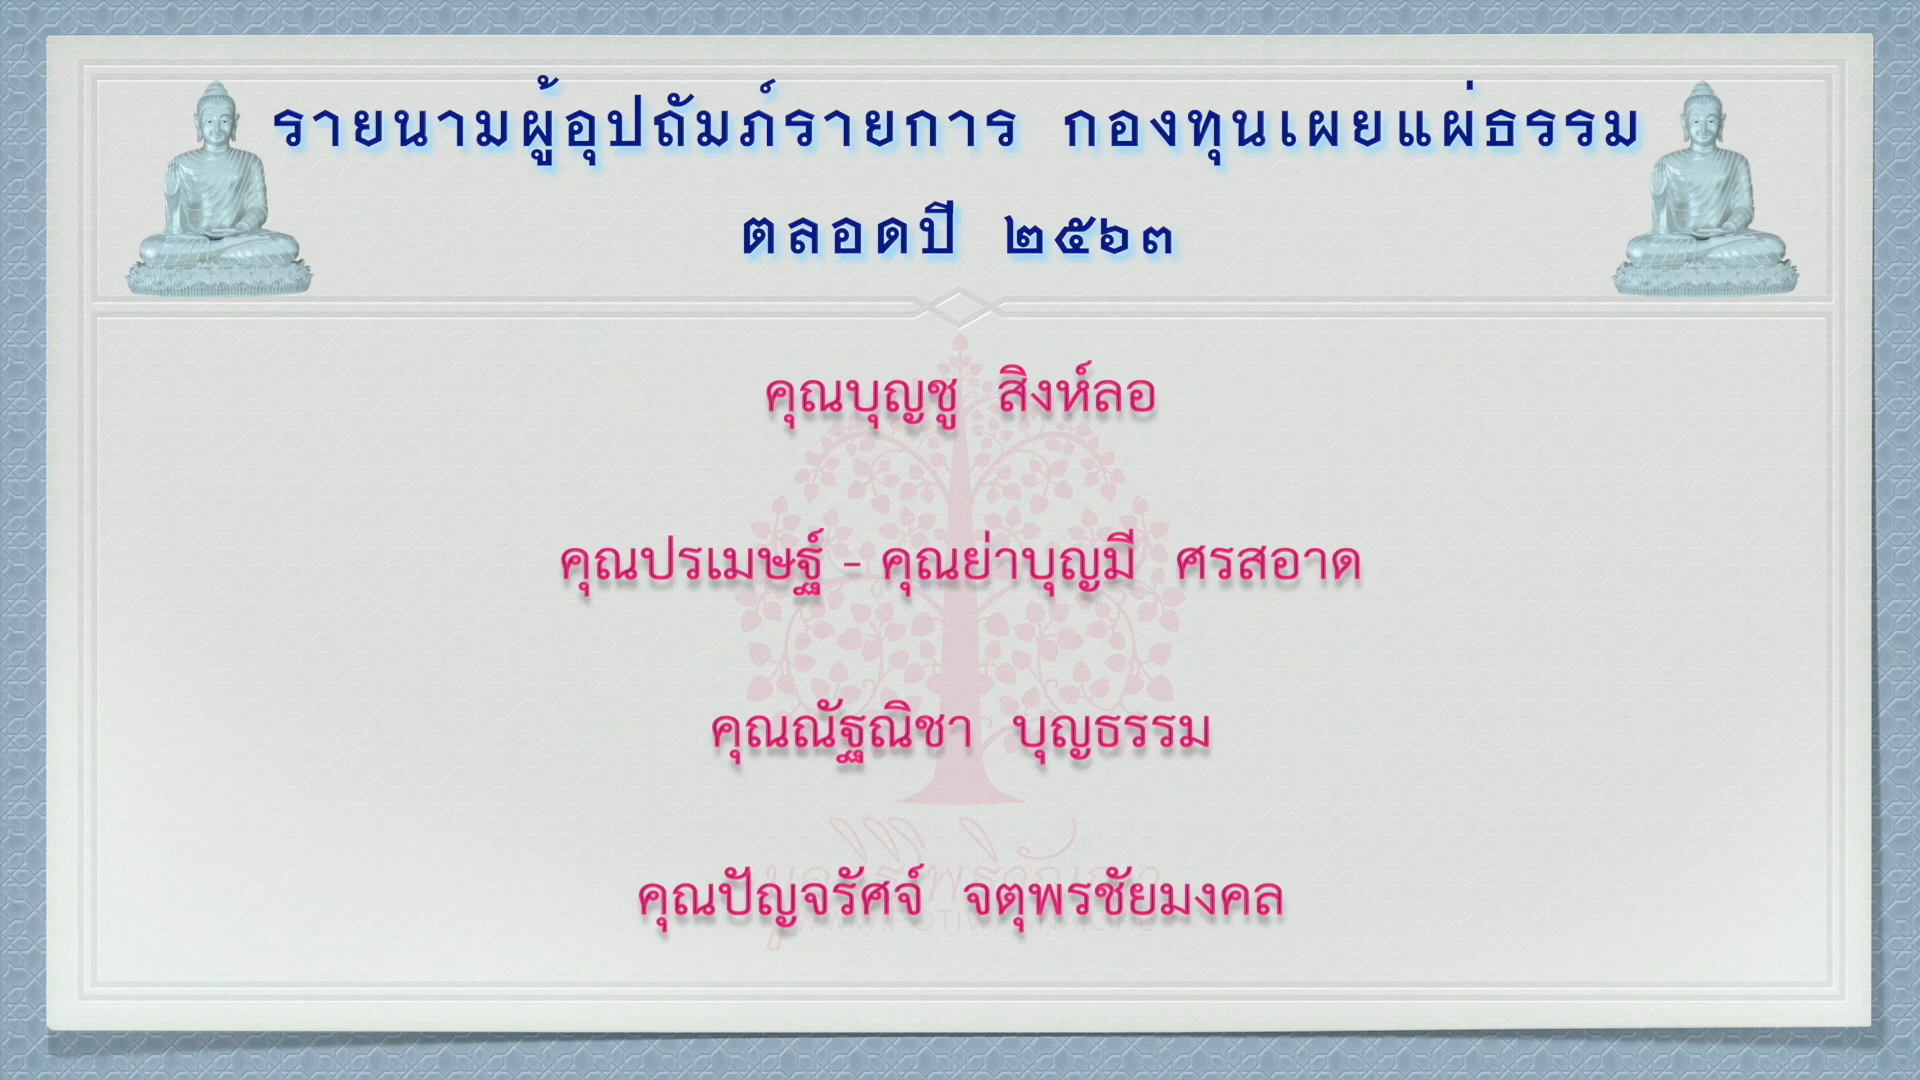 รายนามผู้อุปถัมภ์รายการ กองทุนเผยแผ่ธรรม
ตลอดปี ๒๕๖๓
คุณบุญชู สิงห์ลอ
คุณปรเมษฐ์ - คุณย่าบุญมี ศรสอาด
คุณณัฐณิชา บุญธรรม
คุณปัญจรัศจ์ จตุพรชัยมงคล